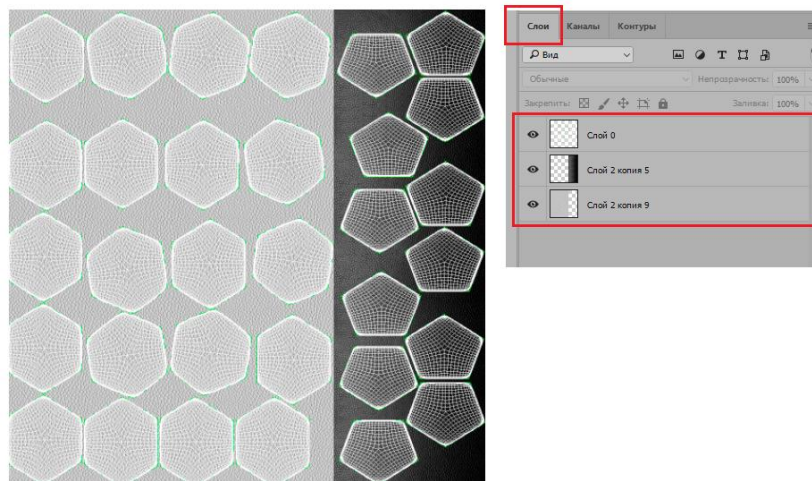 Слои Каналы Контуры
Вид
Обычные Непрозрачность: 100%
Закрепить: Заливка: 100%
Слой 0
Слой 2 копия 5
Слой 2 копия 9